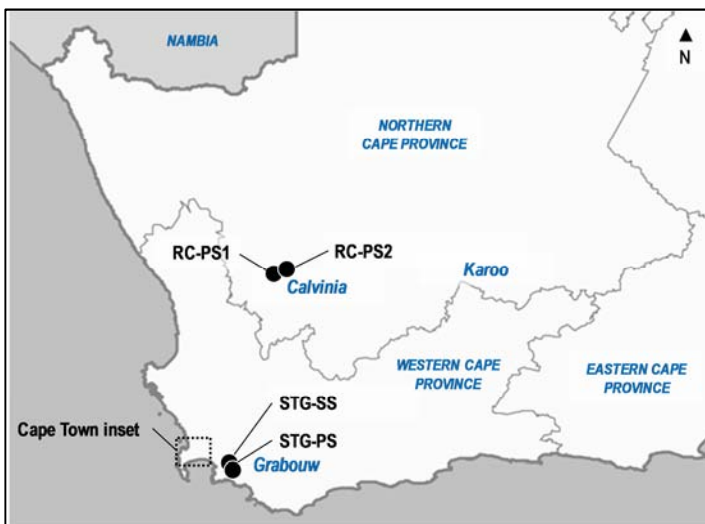 NAMBIA
N
NORTHERN
CAPE PROVINCE
RC-PS1
RC-PS2
Calvinia
Karoo
WESTERN CAPE
PROVINCE
EASTERN CAPE
PROVINCE
STG-SS
Cape Town inset
STG-PS
Grabouw